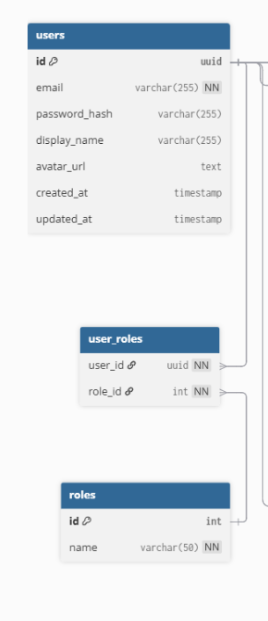 users
id uuid
email varchar(255) NN
password_hash varchar(255)
display_name varchar(255)
avatar_url text
created_at timestamp
updated_at timestamp
user_roles
user_id uuid NN
role_id int NN
roles
id int
name varchar(50) NN